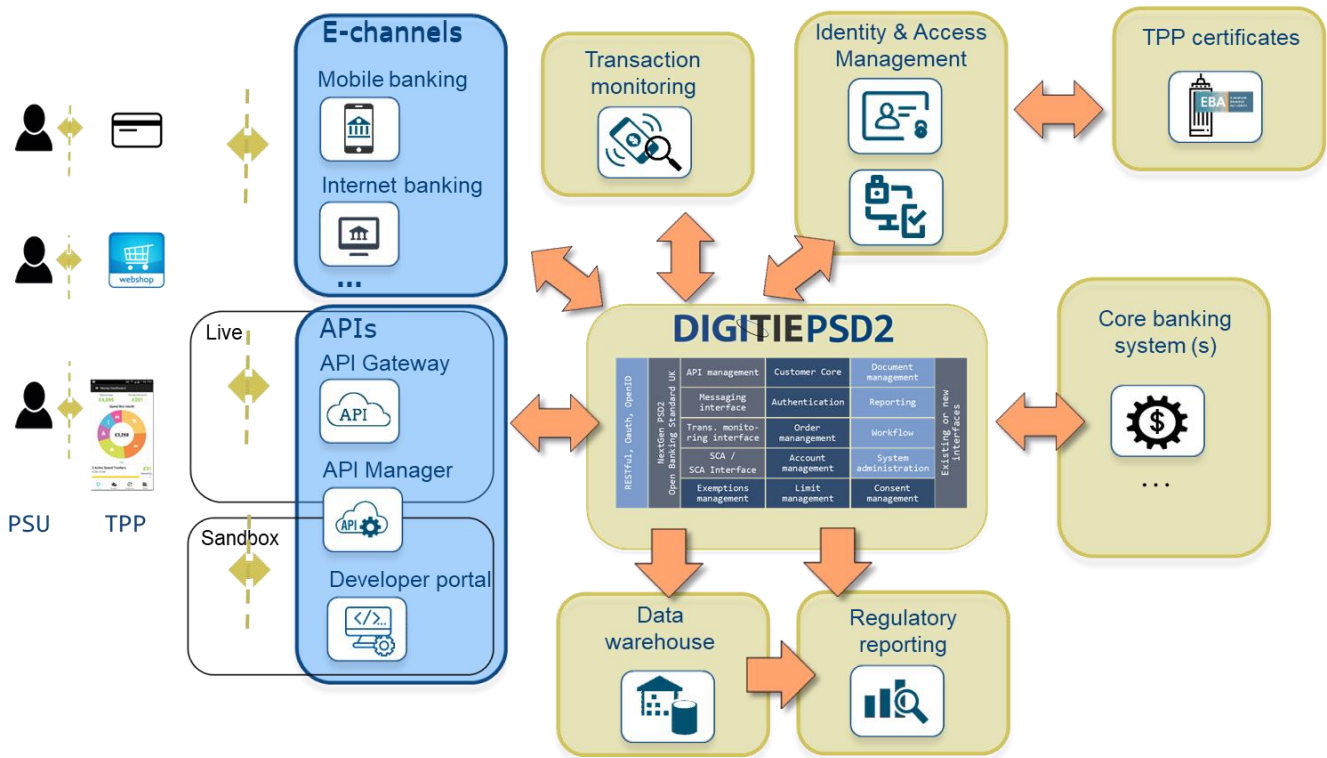 E-channels
Mobile banking
Internet banking
...
Transaction
monitoring
Identity & Access
Management
TPP certificates
EBA
webshop
Live
APIs
API Gateway
API
API Manager
API
Sandbox
Developer portal
</>...
PSU
TPP
DIGITIEPSD2
RESTful, Oauth, OpenID
NextGen PSD2
Open Banking Standard UK
API management
Customer Core
Document
management
Messaging
interface
Authentication
Reporting
Trans. monito-
ring interface
Order
management
Workflow
SCA /
SCA Interface
Account
management
System
administration
Exemptions
management
Limit
management
Consent
management
Existing or new
interfaces
Core banking
system (s)
$
...
Data
warehouse
Regulatory
reporting